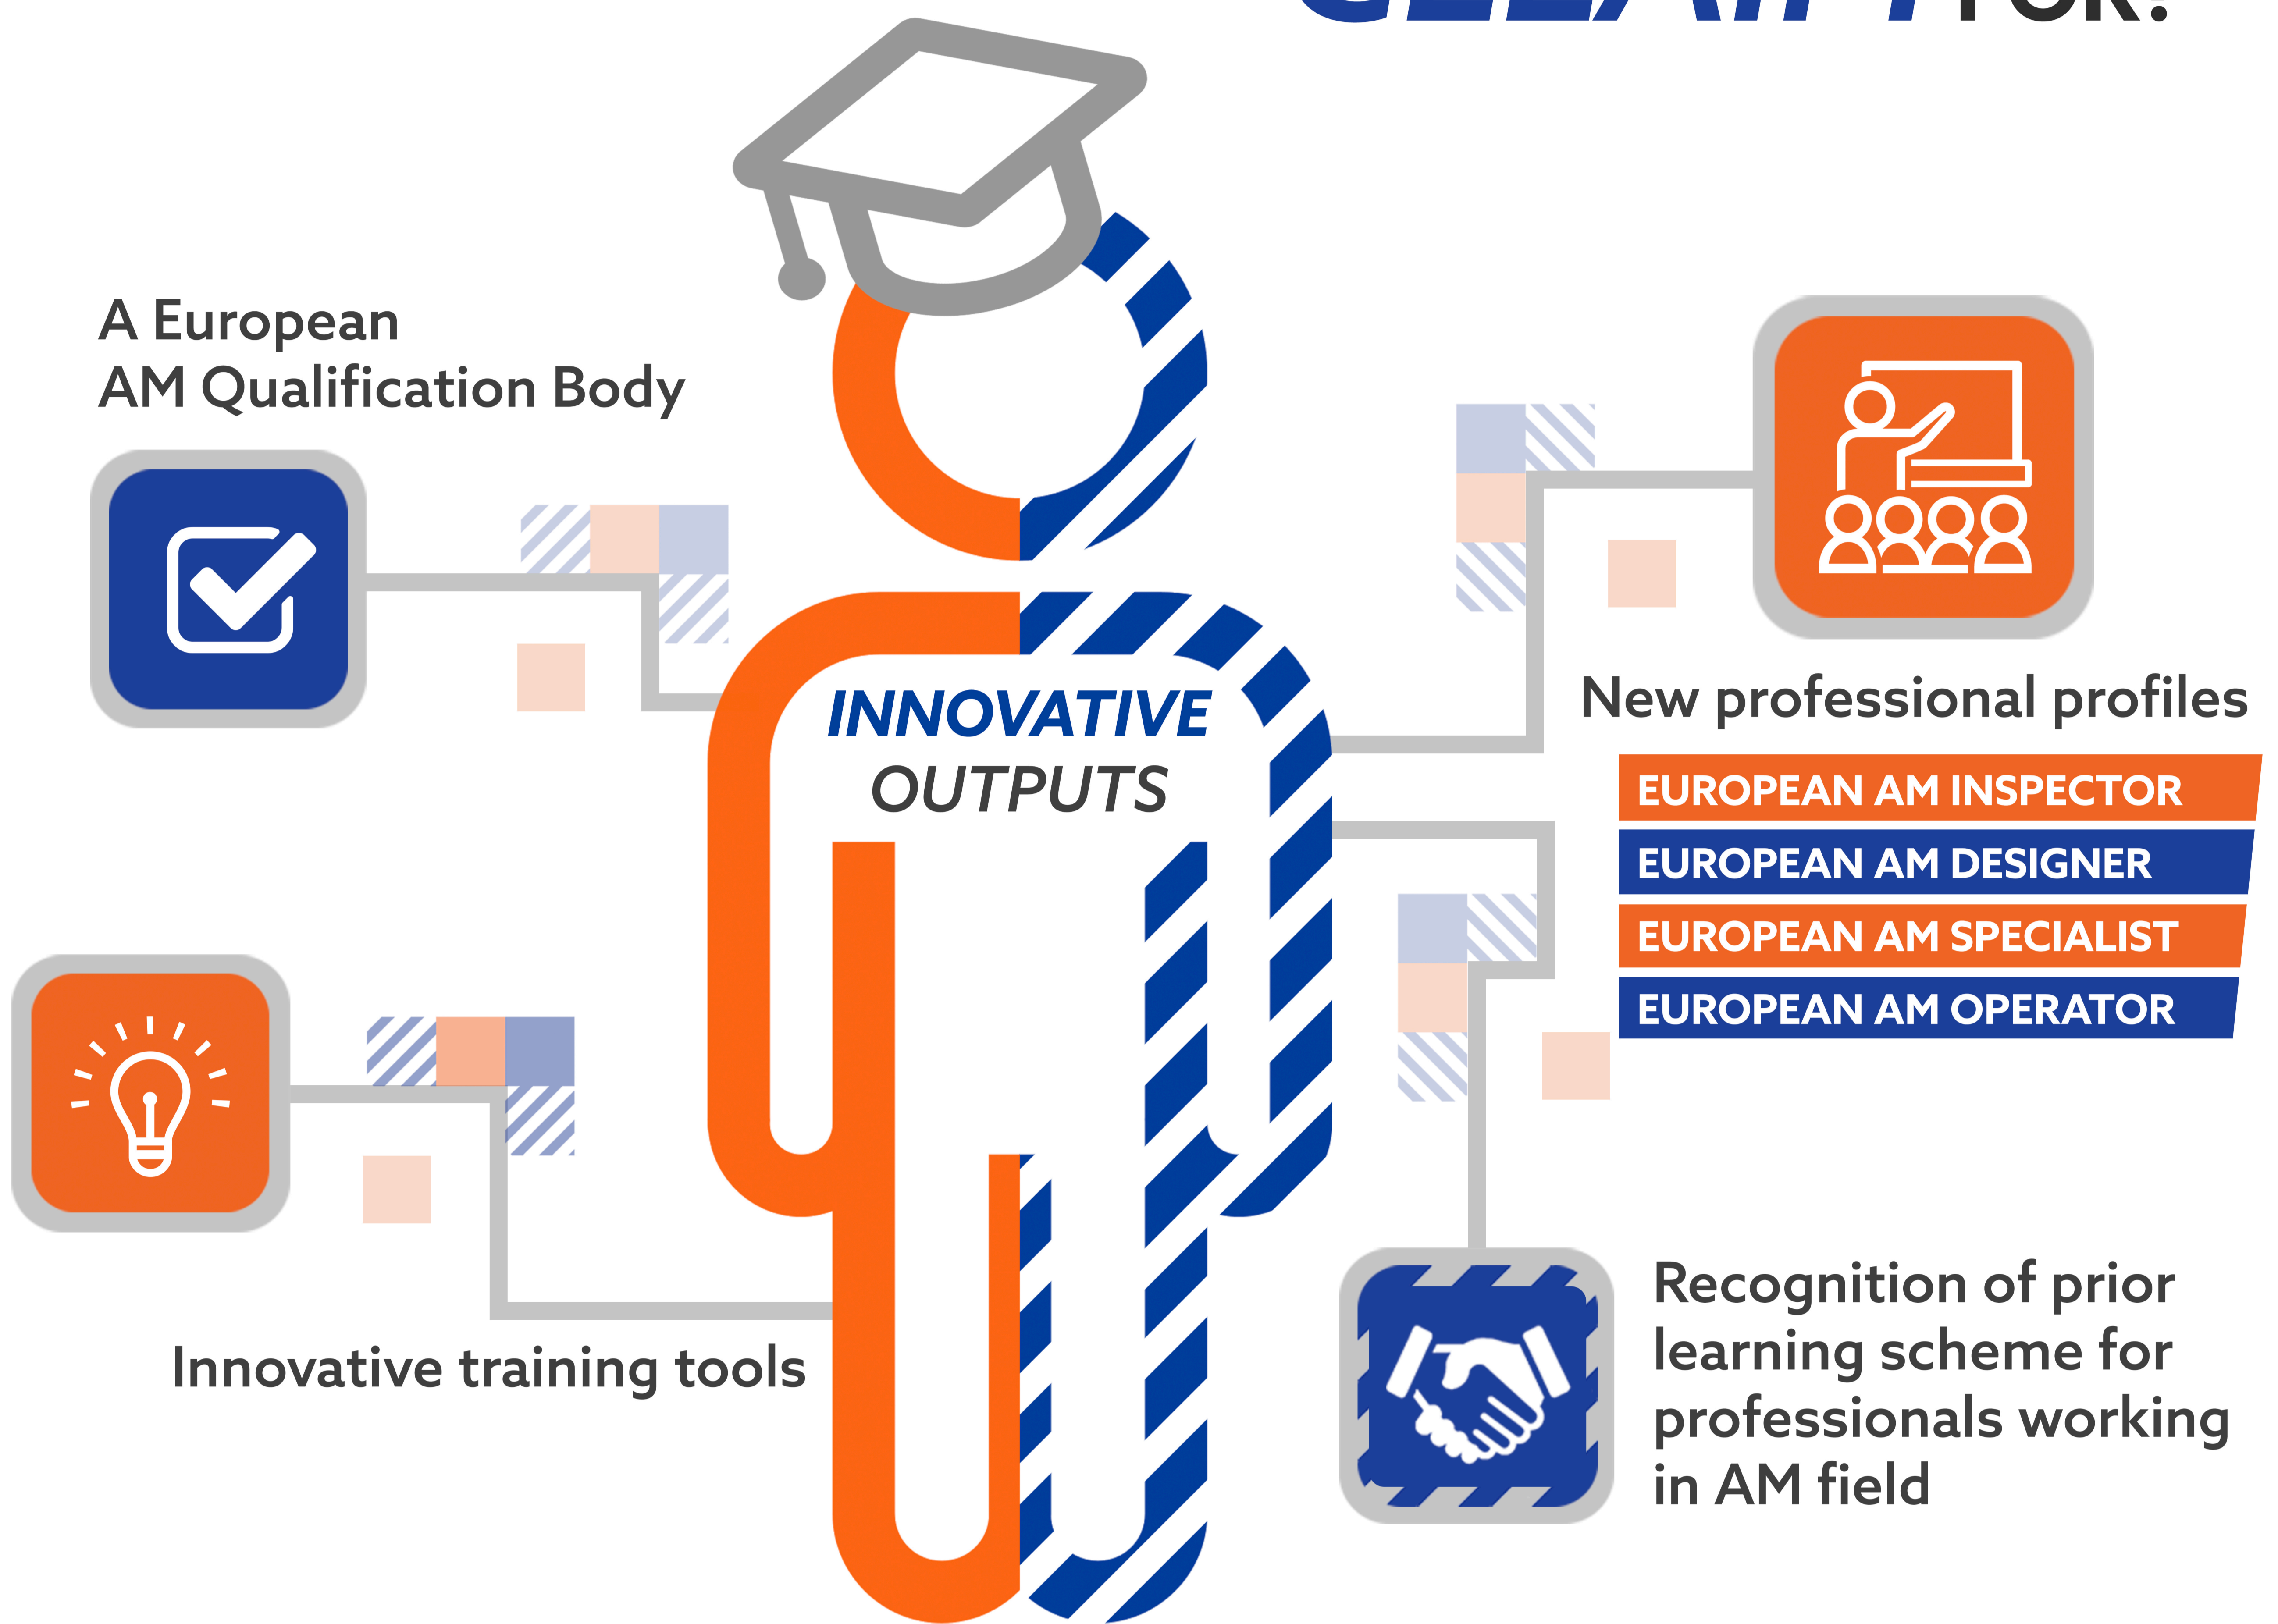 FOR?
A European
AM Qualification Body
INNOVATIVE
OUTPUTS
New professional profiles
EUROPEAN AM INSPECTOR
EUROPEAN AM DESIGNER
EUROPEAN AM SPECIALIST
EUROPEAN AM OPERATOR
Innovative training tools
Recognition of prior
learning scheme for
professionals working
in AM field